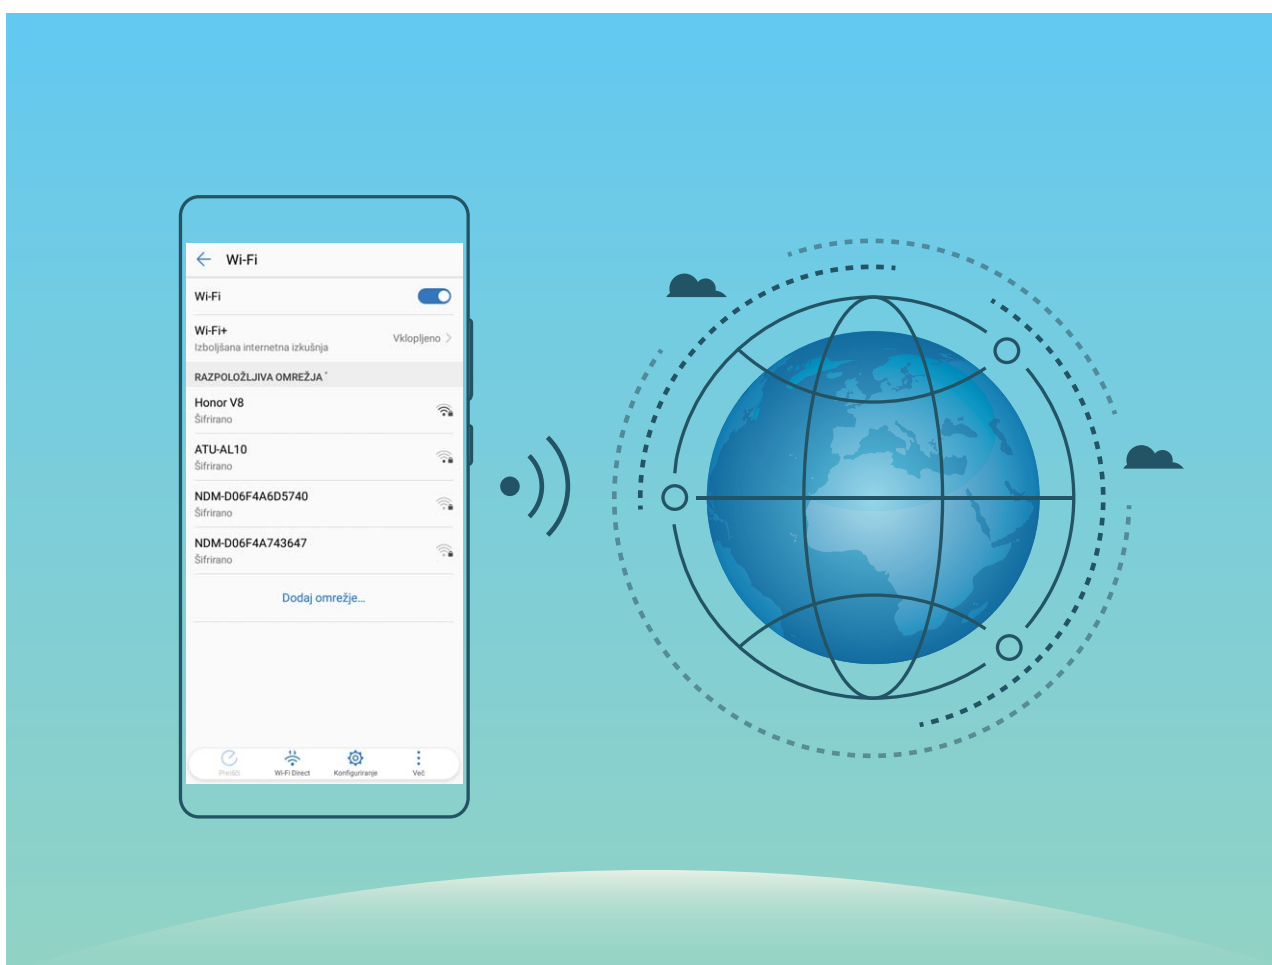 Wi-Fi
Wi-Fi
Wi-Fi+
Izboljšana internetna izkušnja
Vklopljeno
RAZPOLOŽLJIVA OMREŽJA
Honor V8
Šifrirano
ATU-AL10
Šifrirano
NDM-D06F4A6D5740
Šifrirano
NDM-D06F4A743647
Šifrirano
Dodaj omrežje...
Preišči Wi-Fi Direct Konfiguriranje Več